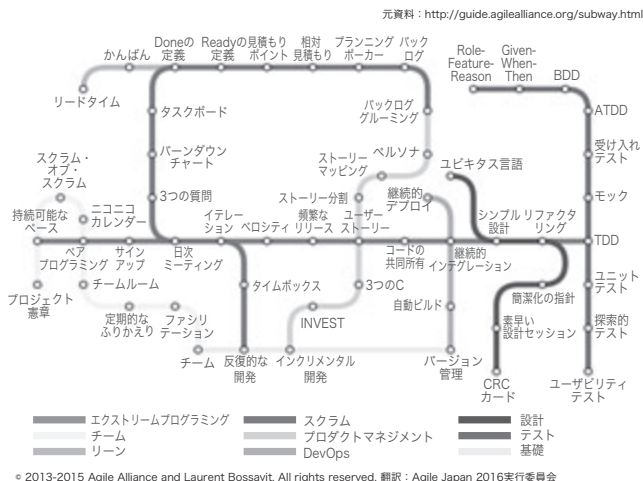 元資料：http://guide.agilealliance.org/subway.html
かんばん
Doneの
定義
Readyの
定義
見積もり
ポイント
相対
見積もり
プランニング
ポーカー
バック
ログ
Role-
Feature-
Reason
Given-
When-
Then
BDD
リードタイム
タスクボード
バックログ
グルーミング
ATDD
バーンダウン
チャート
ストーリー
マッピング
ペルソナ
ユビキタス言語
受け入れ
テスト
スクラム・
オブ・
スクラム
3つの質問
ストーリー分割
継続的
デプロイ
モック
持続可能な
ペース
ニコニコ
カレンダー
イテレー
ション
ベロシティ
頻繁な
リリース
ユーザー
ストーリー
シンプル
設計
リファクタ
リング
TDD
ペア
プログラミング
サイン
アップ
日次
ミーティング
コードの
共同所有
継続的
インテグレーション
プロジェクト
憲章
チームルーム
タイムボックス
3つのC
簡潔化の指針
ユニット
テスト
定期的な
ふりかえり
ファシリ
テーション
INVEST
自動ビルド
素早い
設計セッション
探索的
テスト
チーム
反復的な
開発
インクリメンタル
開発
バージョン
管理
CRC
カード
ユーザビリティ
テスト
エクストリームプログラミング
スクラム
設計
チーム
プロダクトマネジメント
テスト
リーン
DevOps
基礎
© 2013-2015 Agile Alliance and Laurent Bossavit. All rights reserved. 翻訳：Agile Japan 2016実行委員会